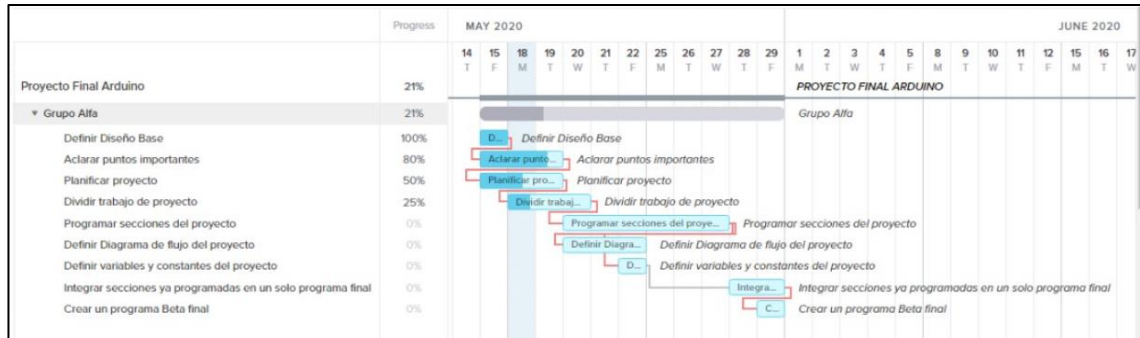 Progress MAY 2020 JUNE 2020
14 15 18 19 20 21 22 25 26 27 28 29 1 2 3 4 5 8 9 10 11 12 15 16 17
T F M T W T F M T W T F M T W T F M T W T F M T W
Proyecto Final Arduino 21% PROYECTO FINAL ARDUINO
Grupo Alfa 21% Grupo Alfa
Definir Diseño Base 100% D... Definir Diseño Base
Aclarar puntos importantes 80% Aclarar punto... Aclarar puntos importantes
Planificar proyecto 50% Planificar pro... Planificar proyecto
Dividir trabajo de proyecto 25% Dividir trabaj... Dividir trabajo de proyecto
Programar secciones del proyecto 0% Programar secciones del proye... Programar secciones del proyecto
Definir Diagrama de flujo del proyecto 0% Definir Diagra... Definir Diagrama de flujo del proyecto
Definir variables y constantes del proyecto 0% D... Definir variables y constantes del proyecto
Integrar secciones ya programadas en un solo programa final 0% Integra... Integrar secciones ya programadas en un solo programa final
Crear un programa Beta final 0% C... Crear un programa Beta final